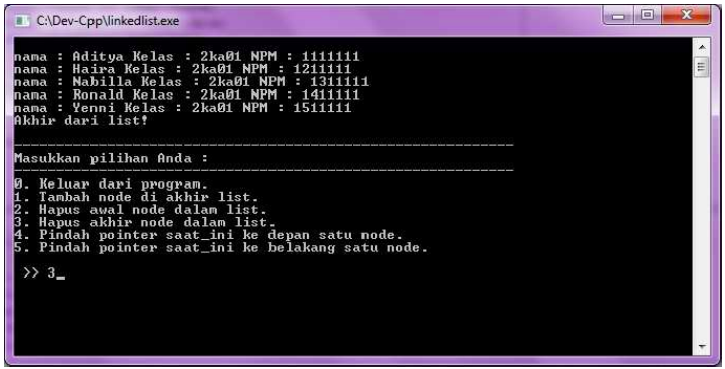 C:\Dev-Cpp\linkedlist.exe
nama : Aditya Kelas : 2ka01 NPM : 1111111
nama : Haira Kelas : 2ka01 NPM : 1211111
nama : Nabilla Kelas : 2ka01 NPM : 1311111
nama : Ronald Kelas : 2ka01 NPM : 1411111
nama : Yenni Kelas : 2ka01 NPM : 1511111
Akhir dari list!
Masukkan pilihan Anda :
0. Keluar dari program.
1. Tambah node di akhir list.
2. Hapus awal node dalam list.
3. Hapus akhir node dalam list.
4. Pindah pointer saat_ini ke depan satu node.
5. Pindah pointer saat_ini ke belakang satu node.
>> 3_